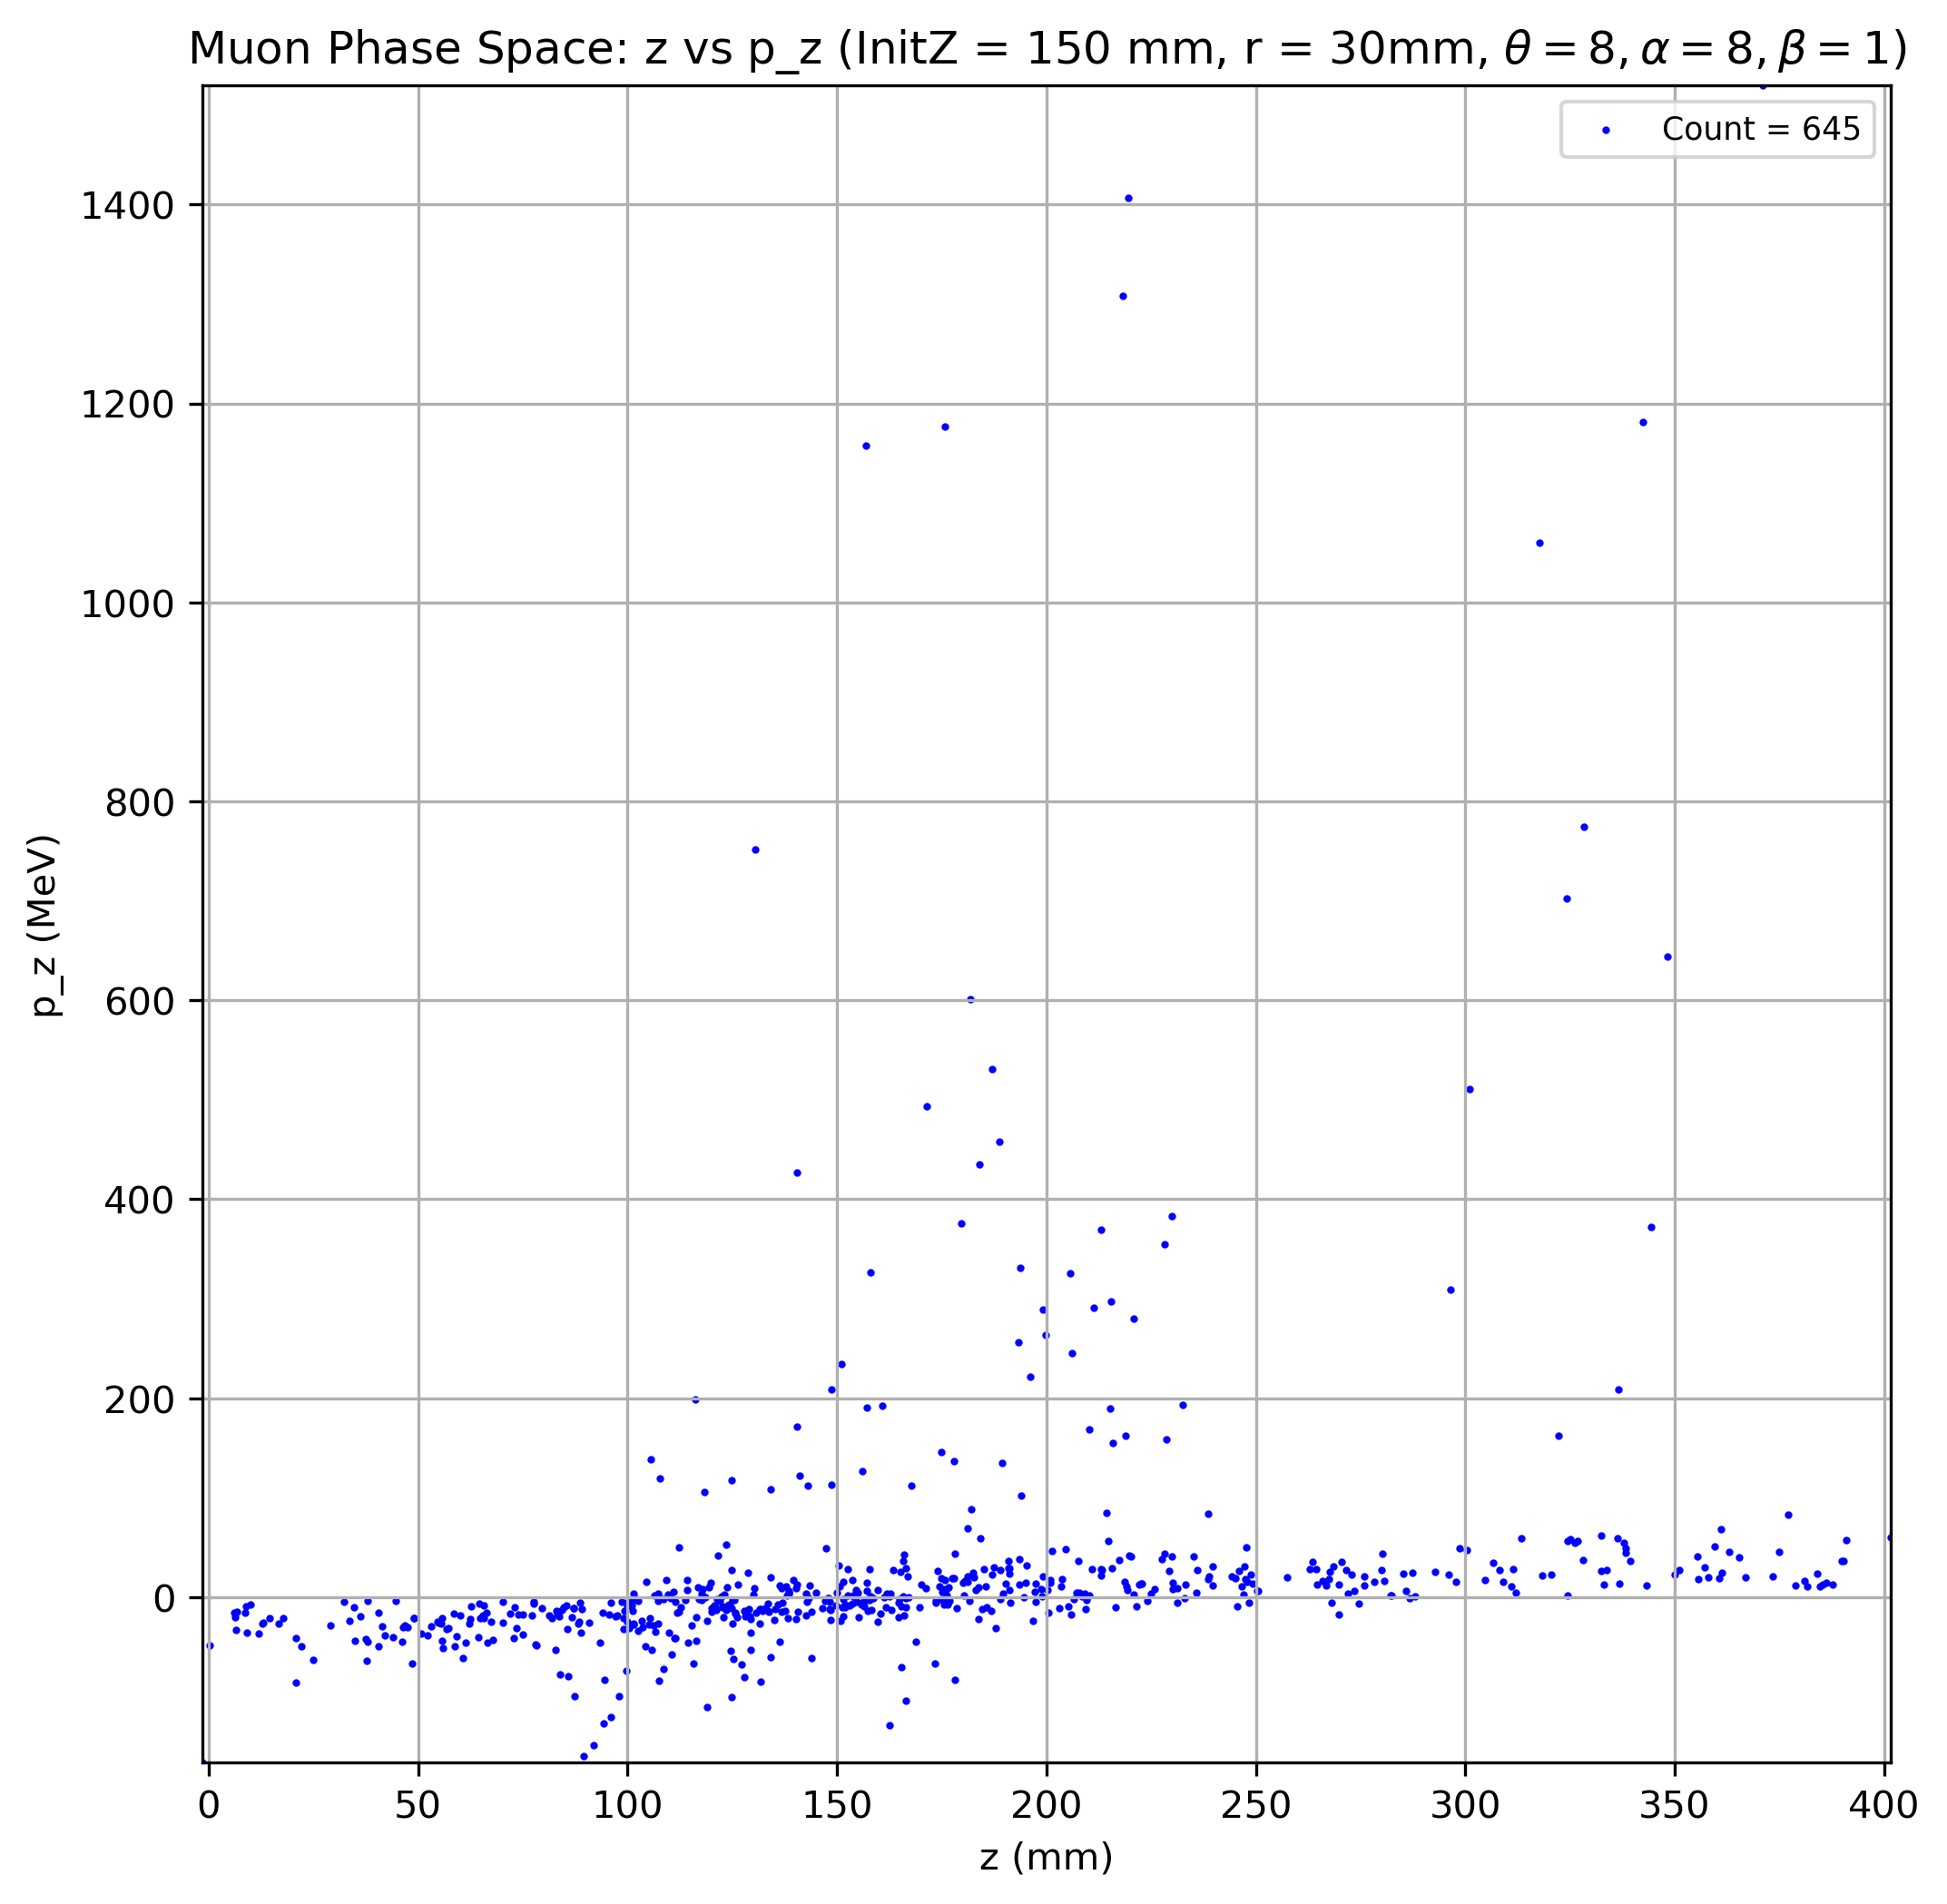 Muon Phase Space: z vs p_z (InitZ = 150 mm, r = 30mm, θ = 8, α = 8, β = 1)
Count = 645
1400
1200
1000
800
600
400
200
0
p_z (MeV)
0 50 100 150 200 250 300 350 400
z (mm)